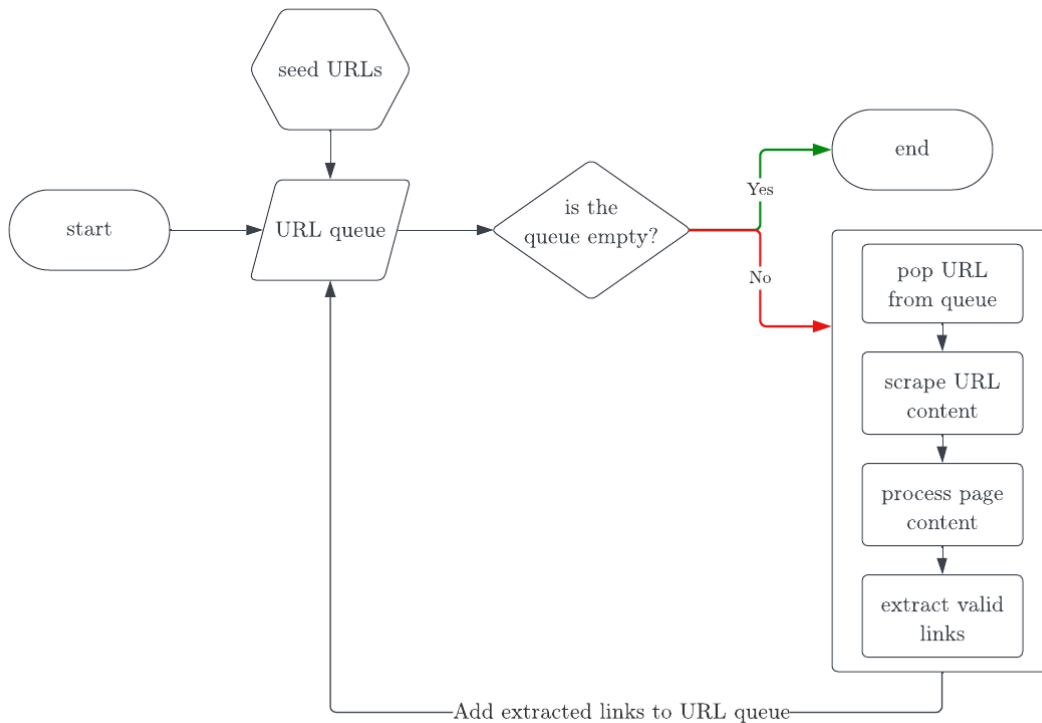 seed URLs
start
URL queue
is the
queue empty?
Yes
end
No
pop URL
from queue
scrape URL
content
process page
content
extract valid
links
Add extracted links to URL queue